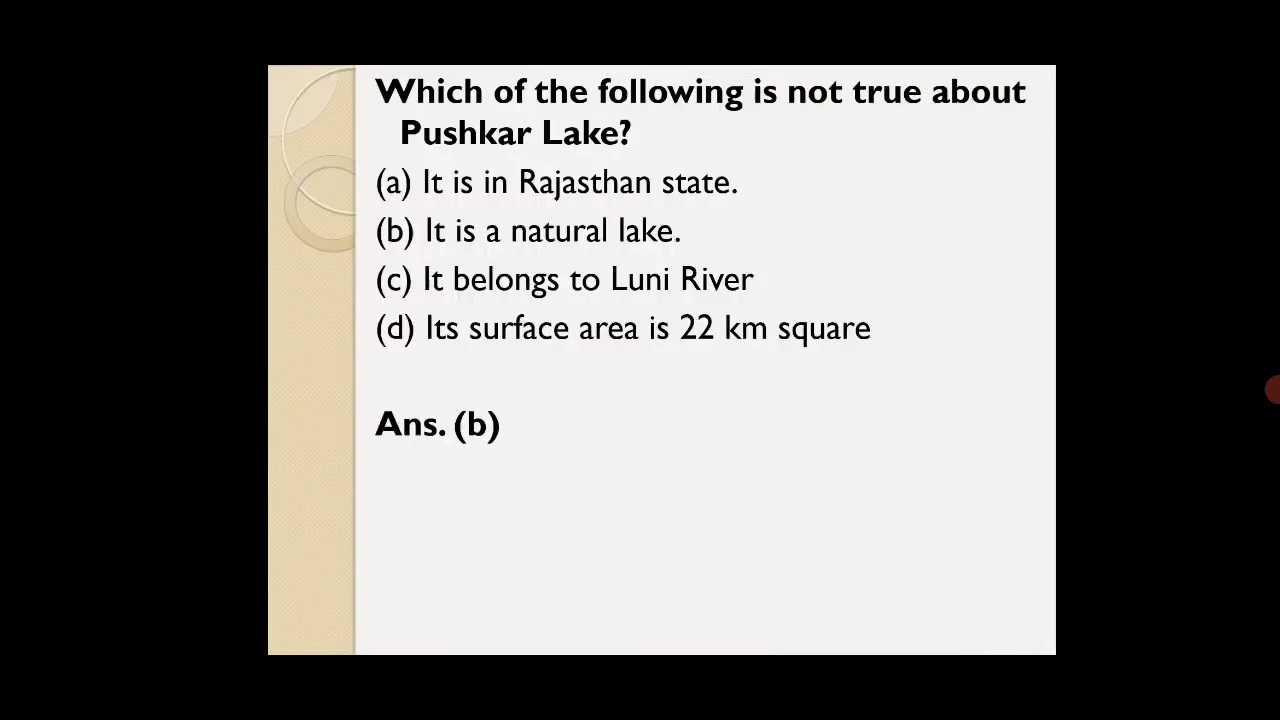 Which of the following is not true about
Pushkar Lake?
(a) It is in Rajasthan state.
(b) It is a natural lake.
(c) It belongs to Luni River
(d) Its surface area is 22 km square
Ans. (b)